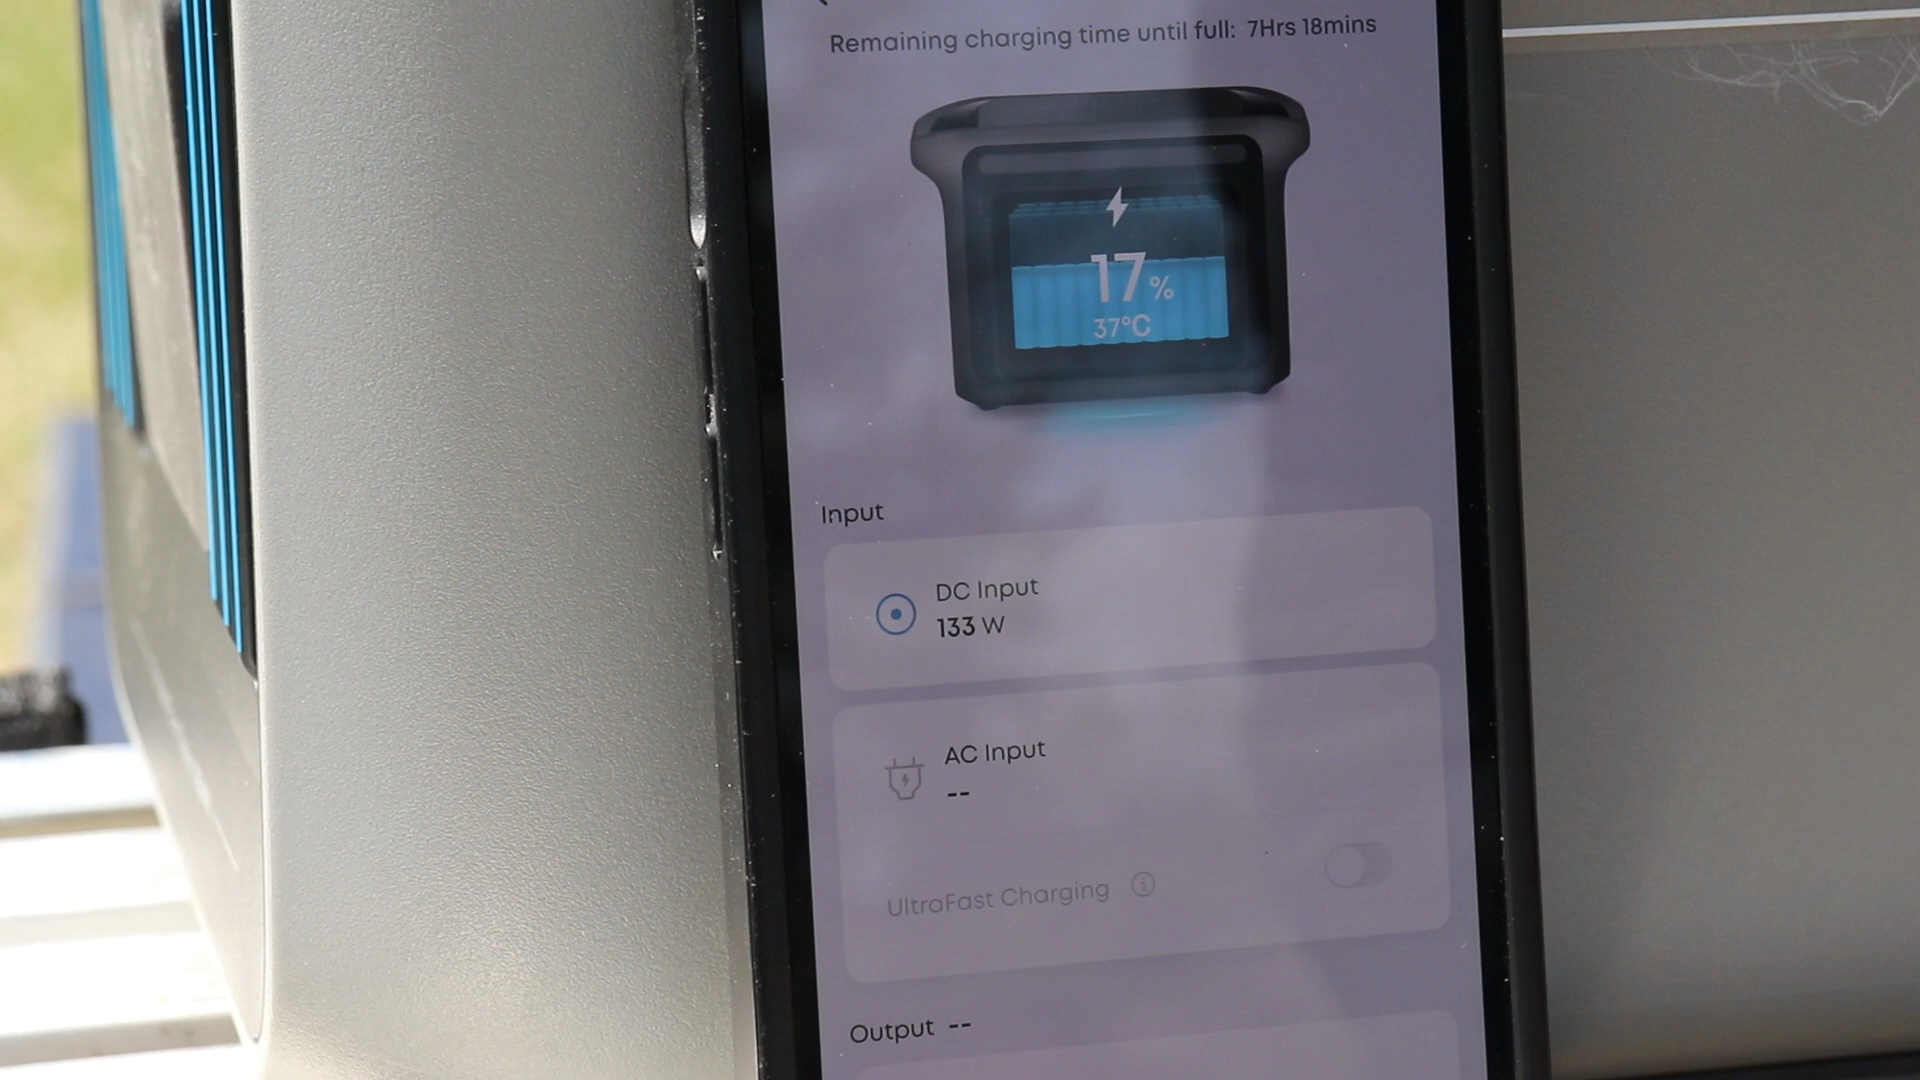 Remaining charging time until full: 7Hrs 18mins
17%
37°C
Input
DC Input
133 W
AC Input
--
UltraFast Charging
Output --